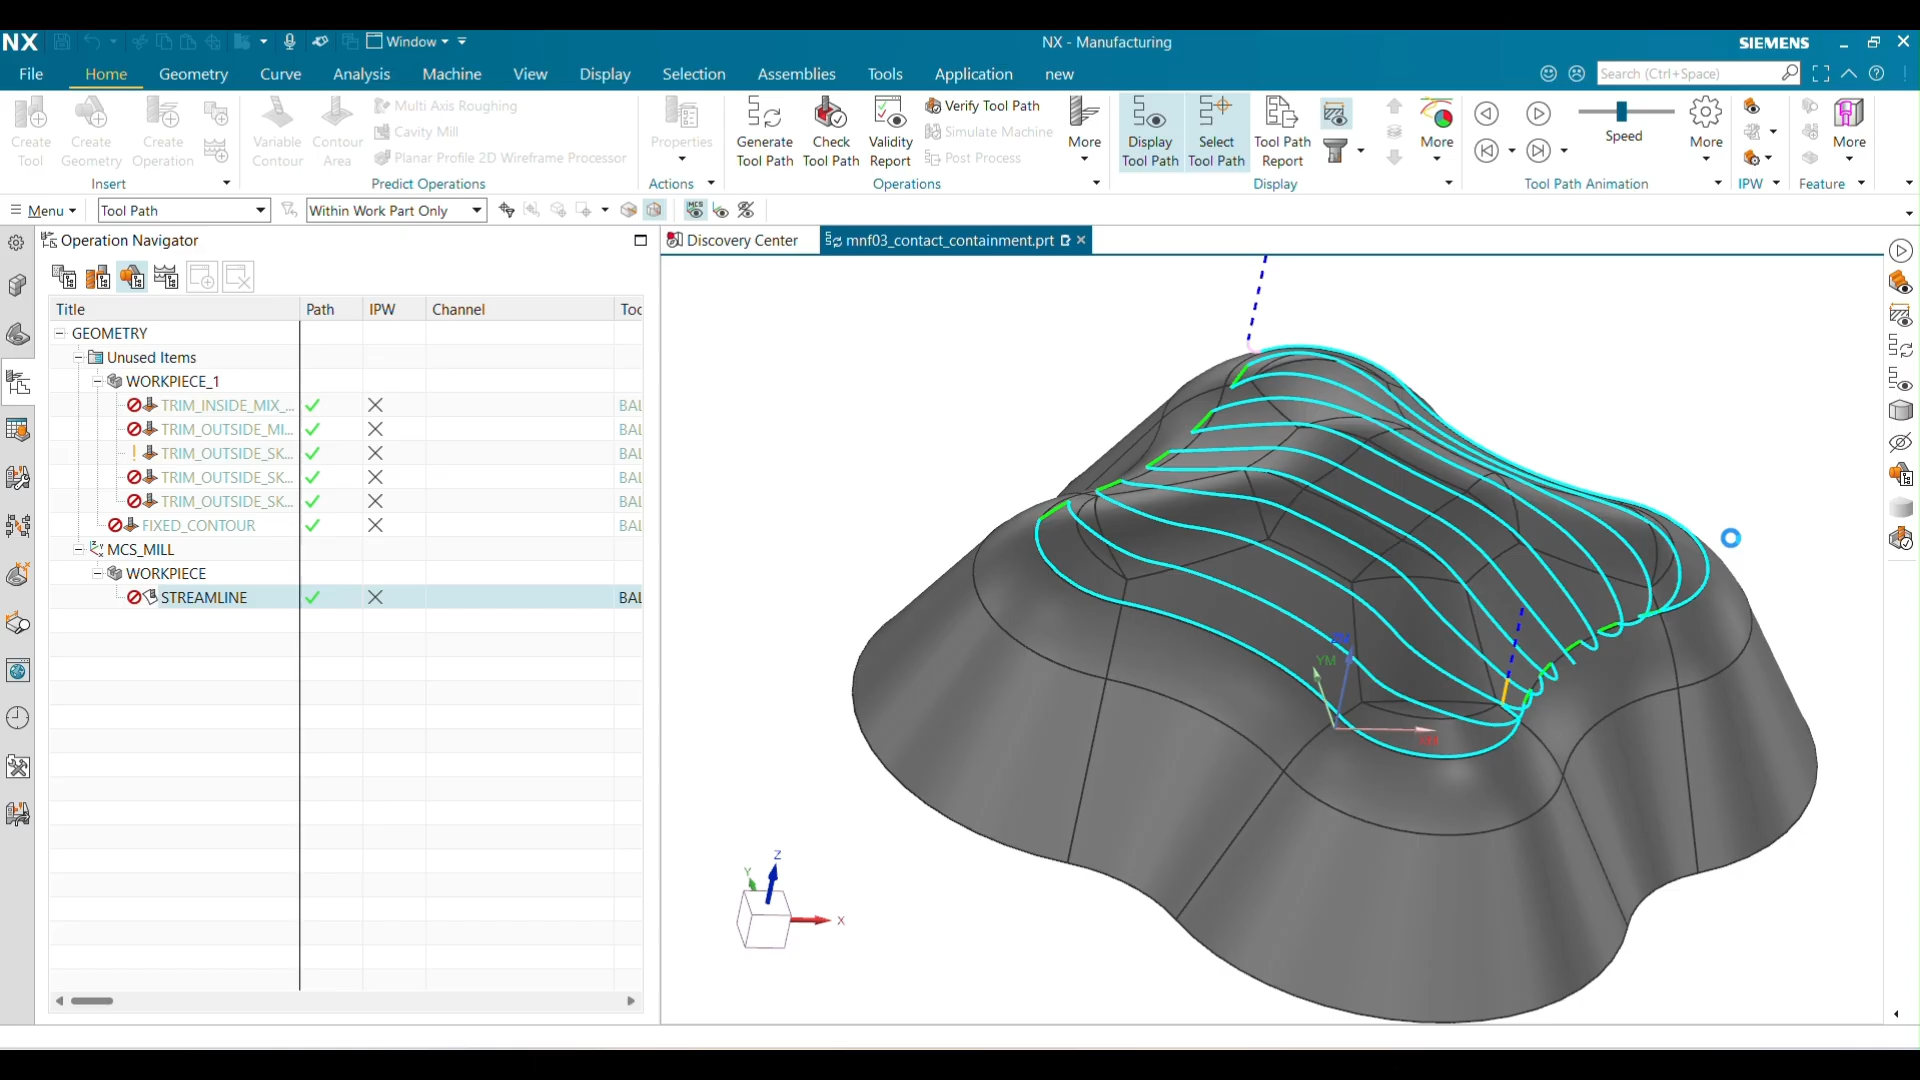 NX
Window
NX - Manufacturing
SIEMENS
File Home Geometry Curve Analysis Machine View Display Selection Assemblies Tools Application new
Search (Ctrl+Space)
Create Tool
Create Geometry
Create Operation
Insert
Variable Contour
Contour Area
Multi Axis Roughing
Cavity Mill
Planar Profile 2D Wireframe Processor
Predict Operations
Properties
Actions
Generate Tool Path
Check Tool Path
Validity Report
Verify Tool Path
Simulate Machine
Post Process
More
Operations
Display Tool Path
Select Tool Path
Tool Path Report
More
Display
Speed
More
Tool Path Animation
IPW
More
Feature
Menu
Tool Path
Within Work Part Only
MCS
Operation Navigator
Discovery Center
mnf03_contact_containment.prt
Title Path IPW Channel Toc
GEOMETRY
Unused Items
WORKPIECE_1
TRIM_INSIDE_MIX_... BAL
TRIM_OUTSIDE_MI... BAL
TRIM_OUTSIDE_SK... BAL
TRIM_OUTSIDE_SK... BAL
TRIM_OUTSIDE_SK... BAL
FIXED_CONTOUR BAL
MCS_MILL
WORKPIECE
STREAMLINE BAL
ZM
YM
XM
Z
Y
X